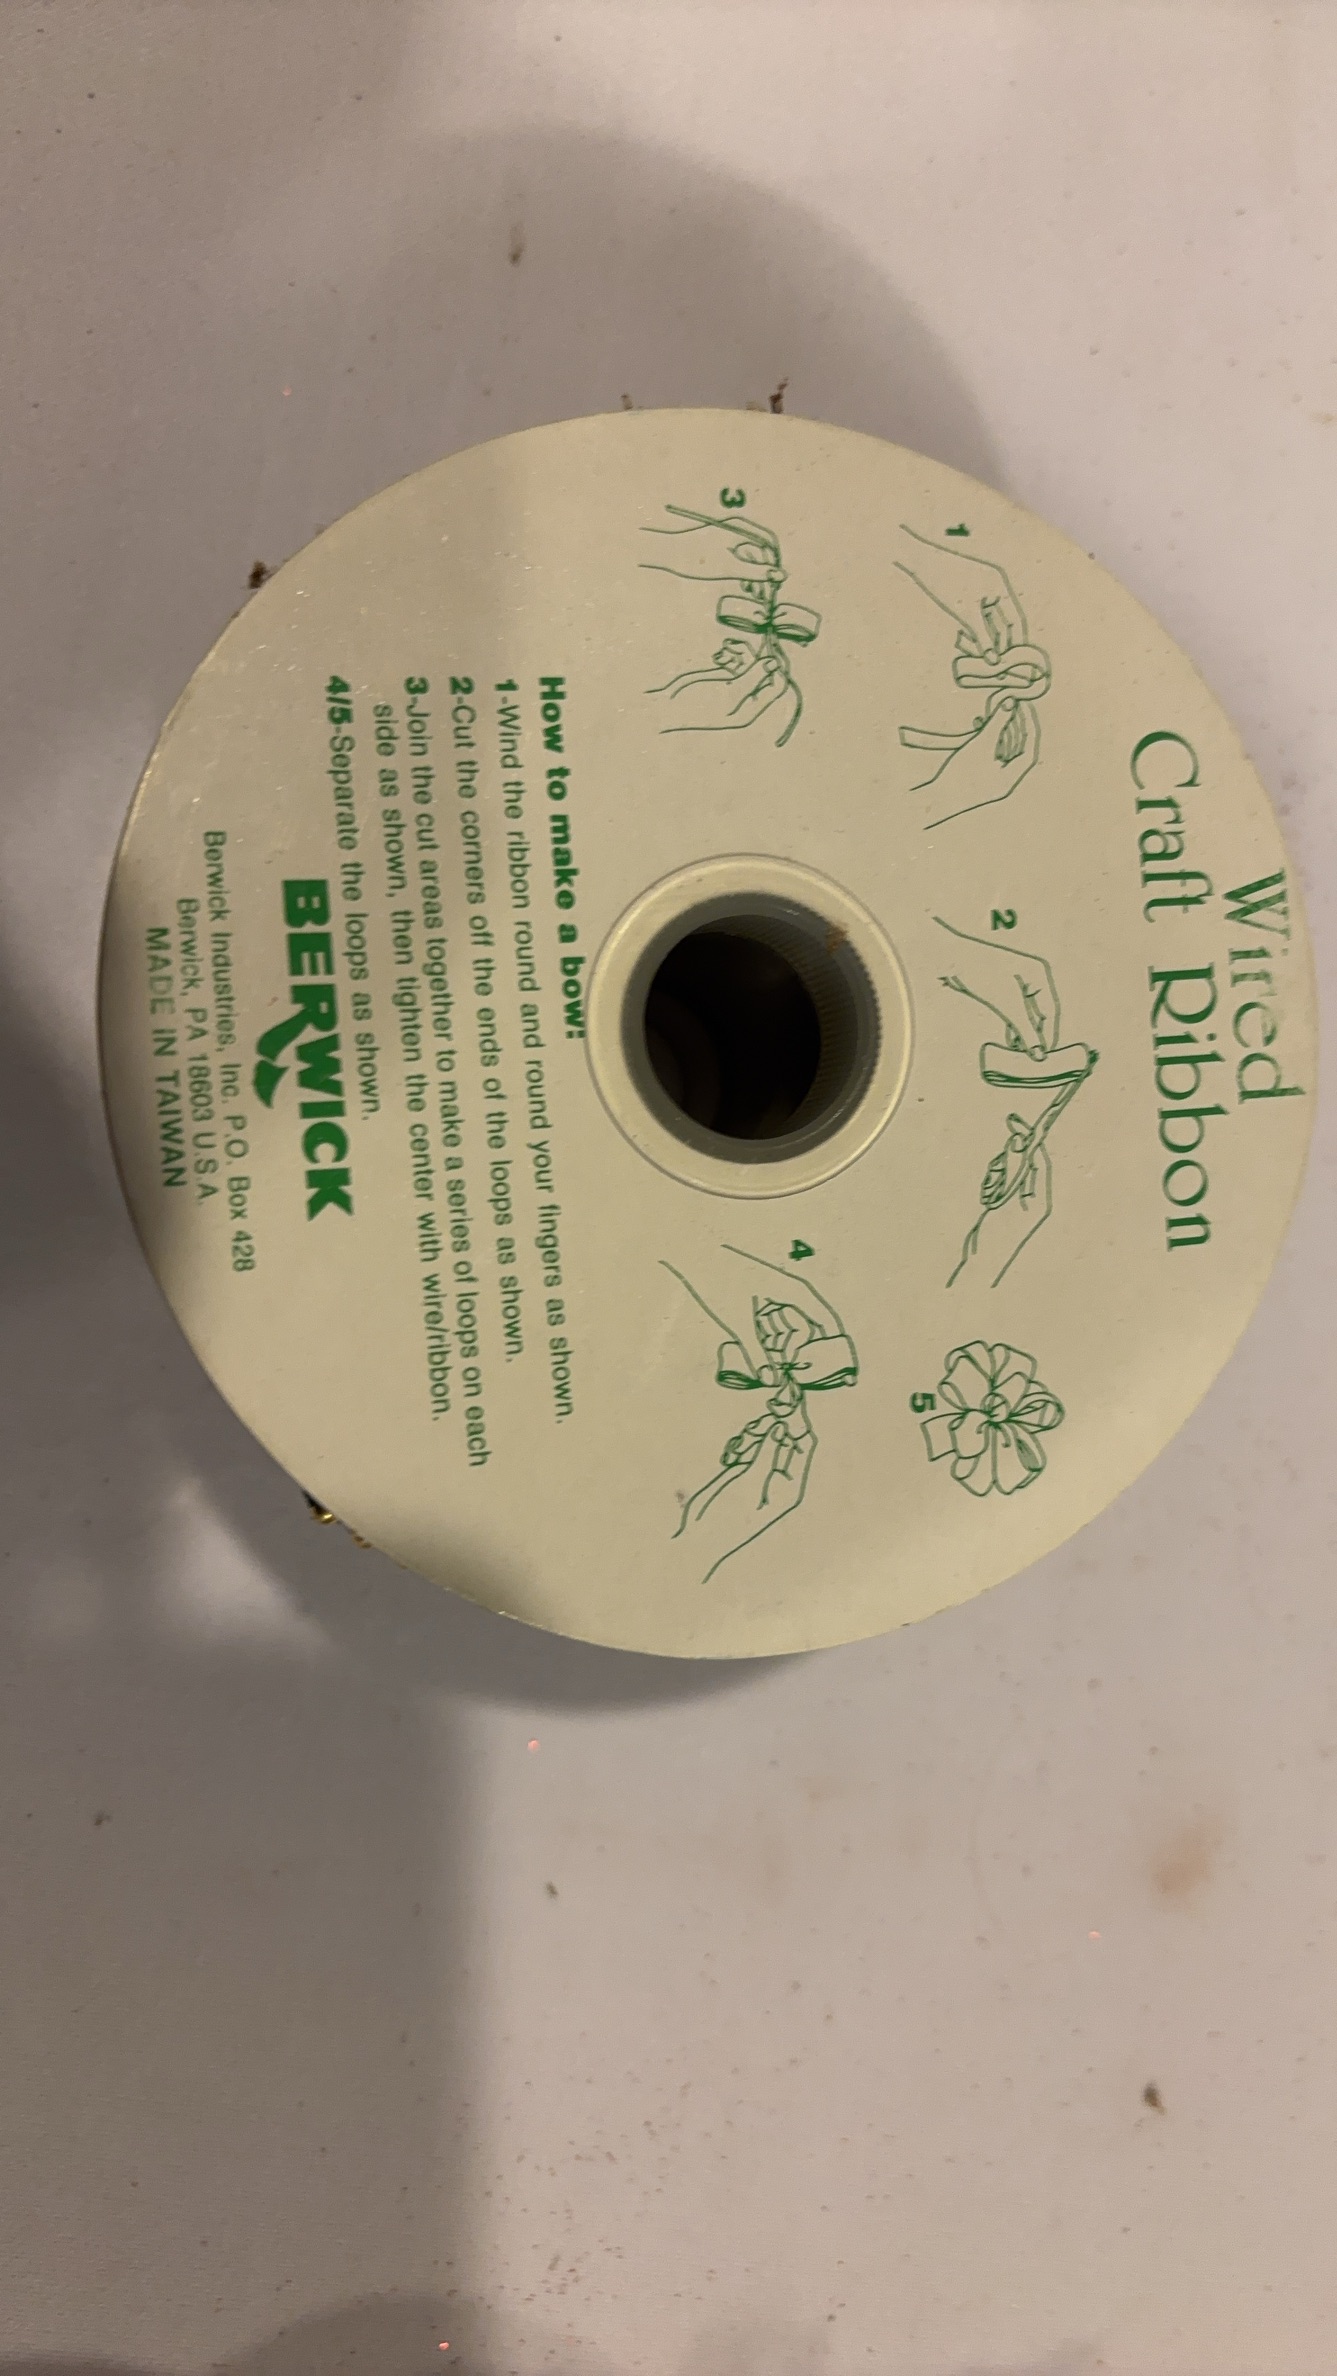 Wired
Craft Ribbon
1
2
5
3
4
How to make a bow:
1-Wind the ribbon round and round your fingers as shown.
2-Cut the corners off the ends of the loops as shown.
3-Join the cut areas together to make a series of loops on each
side as shown, then tighten the center with wire/ribbon.
4/5-Separate the loops as shown.
BERWICK
Berwick Industries, Inc. P.O. Box 428
Berwick, PA 18603 U.S.A.
MADE IN TAIWAN